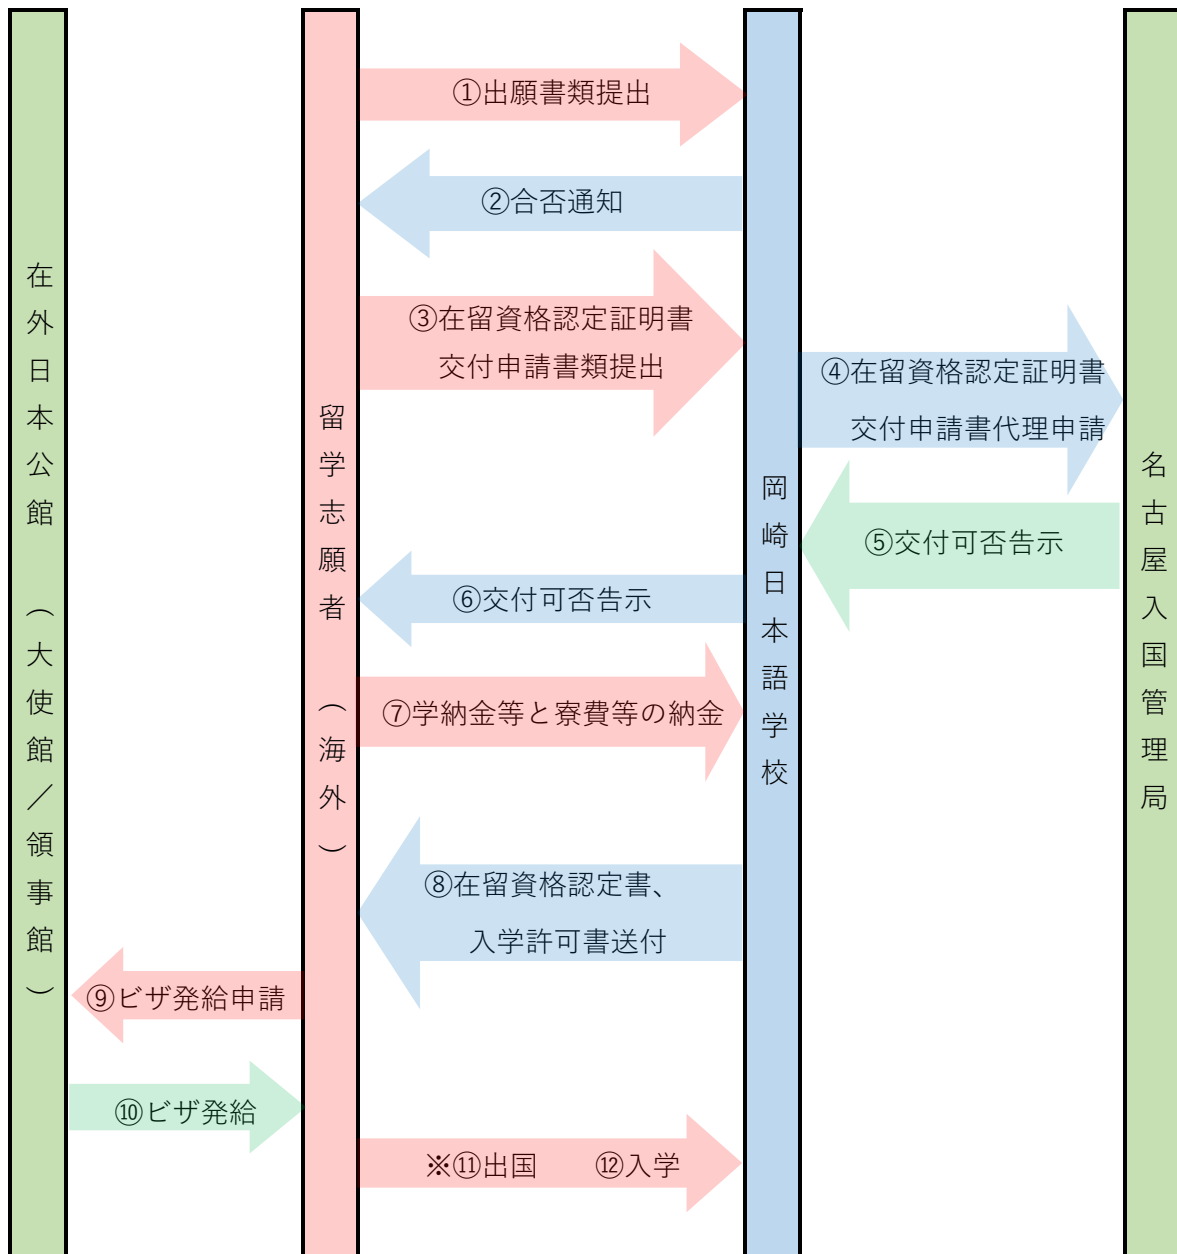 在外日本公館（大使館／領事館）
留学志願者（海外）
岡崎日本語学校
名古屋入国管理局
①出願書類提出
②合否通知
③在留資格認定証明書
交付申請書類提出
④在留資格認定証明書
交付申請書代理申請
⑤交付可否告示
⑥交付可否告示
⑦学納金等と寮費等の納金
⑧在留資格認定書、
入学許可書送付
⑨ビザ発給申請
⑩ビザ発給
※⑪出国　　⑫入学